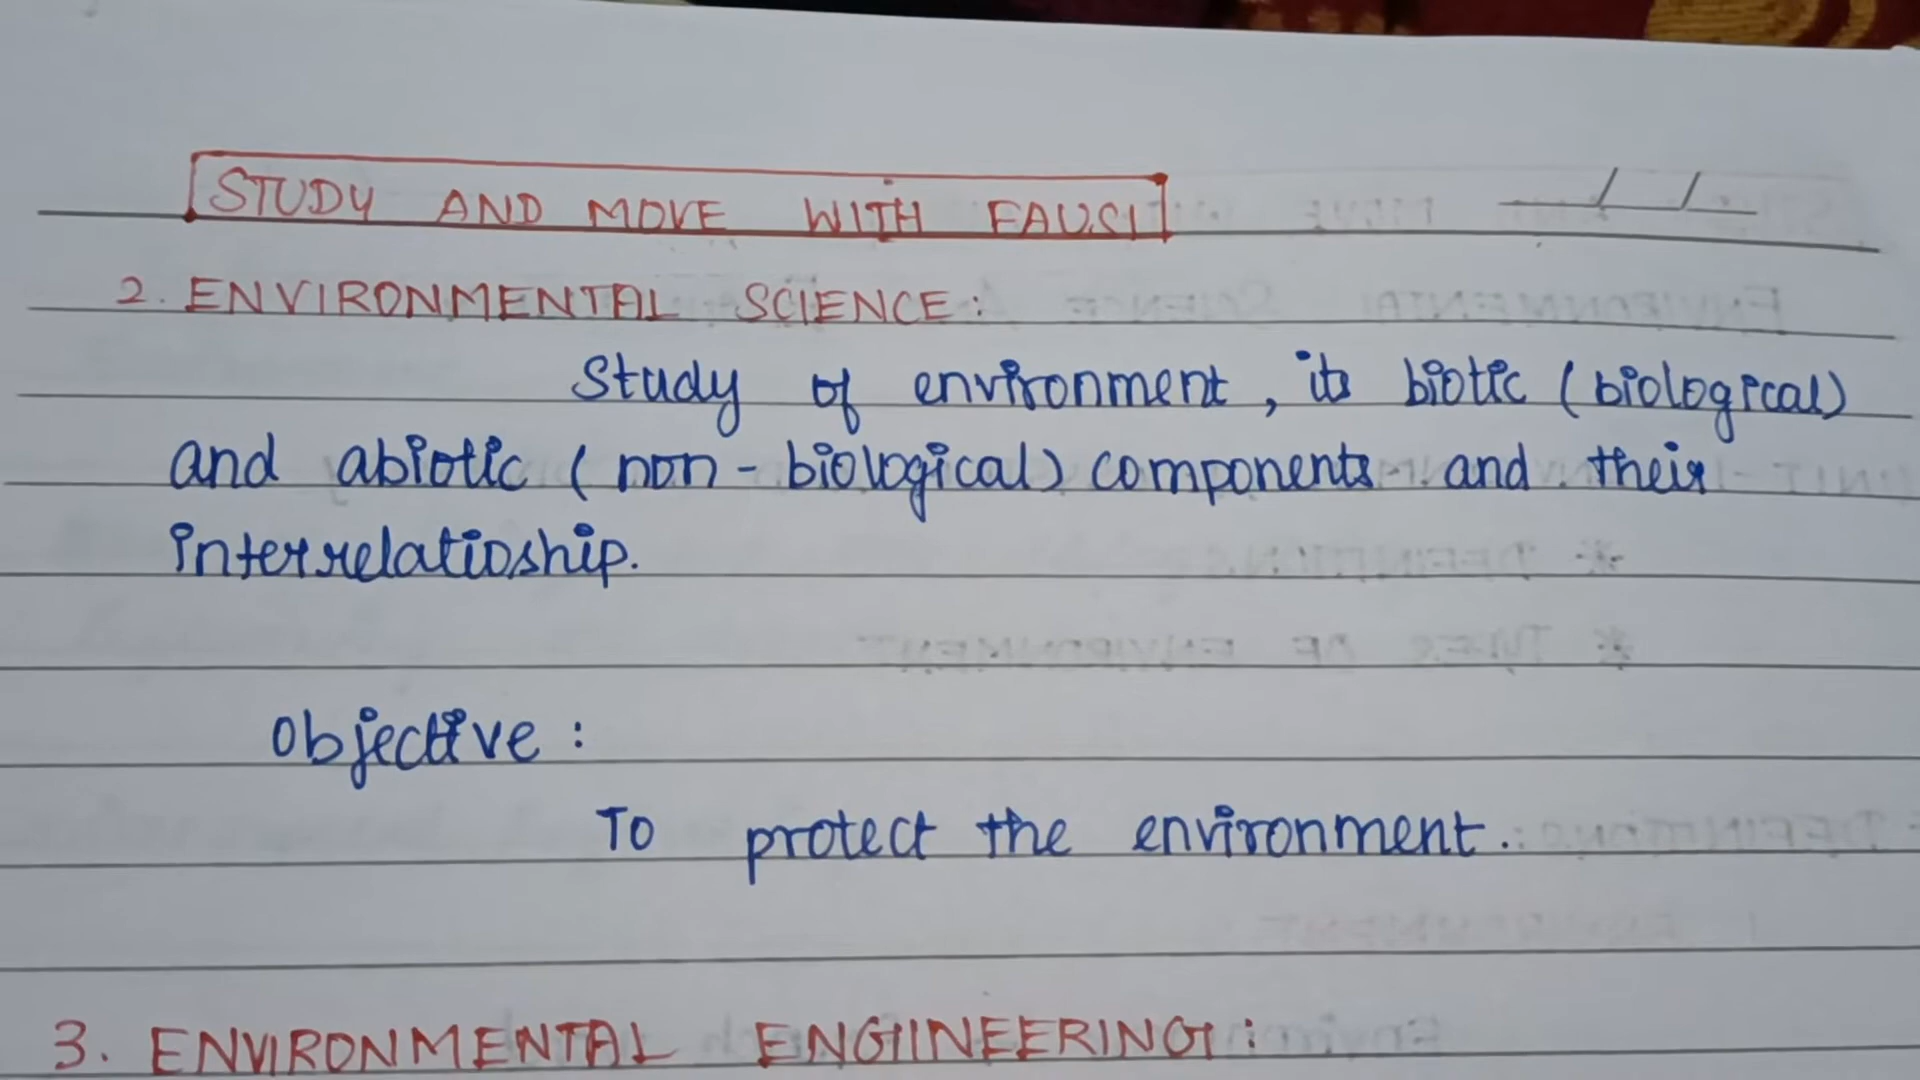 STUDY AND MOVE WITH FAUSI
2. ENVIRONMENTAL SCIENCE:
Study of environment, its biotic (biological)
and abiotic (non-biological) components and their
interrelatioship.
Objective:
To protect the environment.
3. ENVIRONMENTAL ENGINEERING: